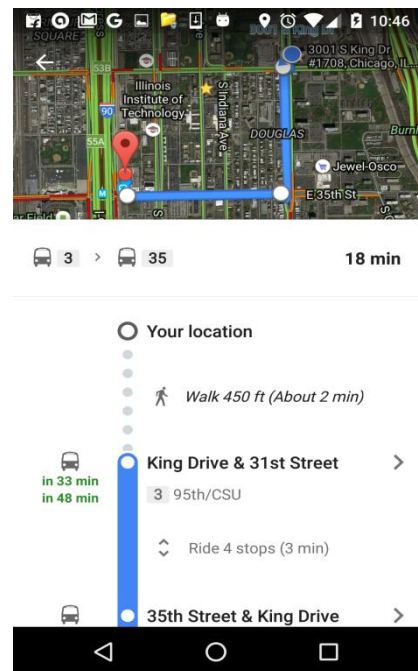 10:46
SQUARE
3001 S King Dr
#1708, Chicago, IL...
53B
Illinois
Institute of
Technology
90
S Indiana Ave
DOUGLAS
55A
Jewel-Osco
Burn
E 35th St
M
ar Field
3 > 35
18 min
Your location
Walk 450 ft (About 2 min)
King Drive & 31st Street
in 33 min
in 48 min
3 95th/CSU
Ride 4 stops (3 min)
35th Street & King Drive